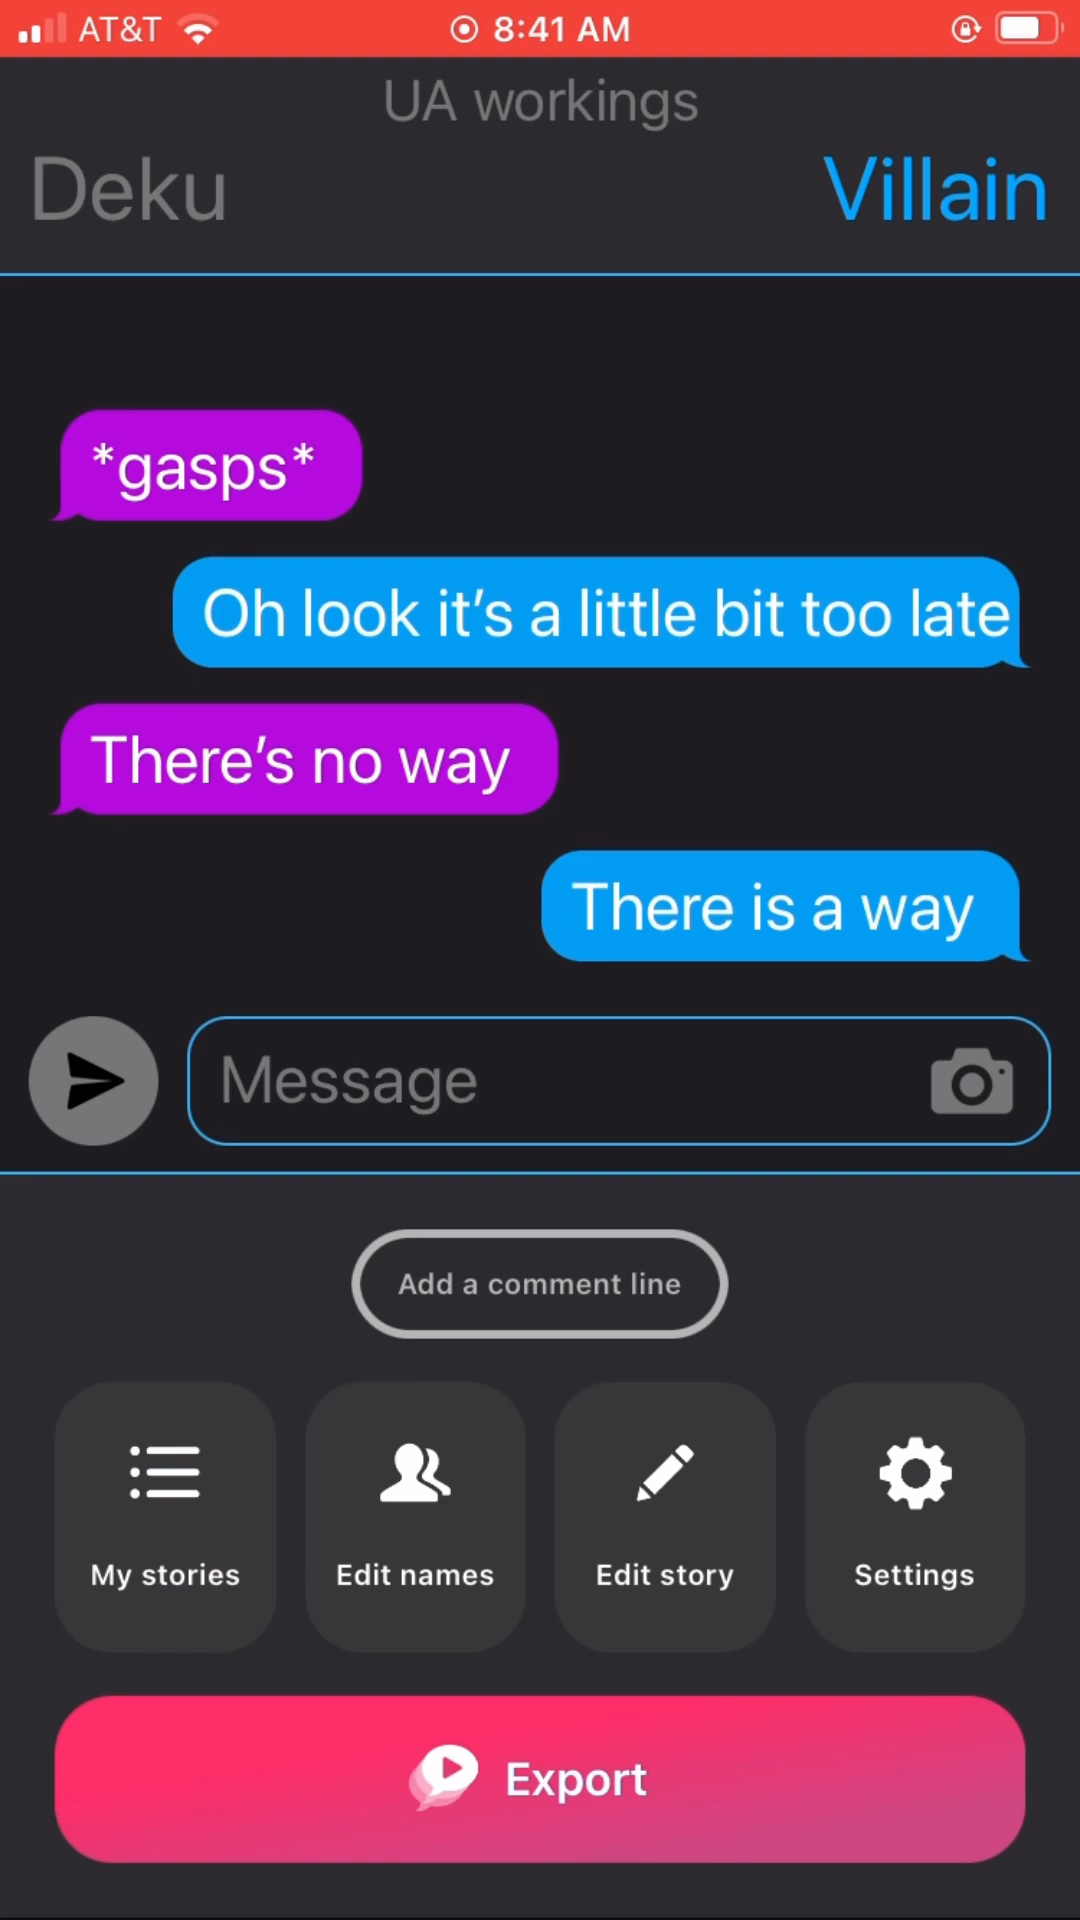 AT&T 8:41 AM
UA workings
Deku Villain
*gasps*
Oh look it’s a little bit too late
There’s no way
There is a way
Message
Add a comment line
My stories Edit names Edit story Settings
Export